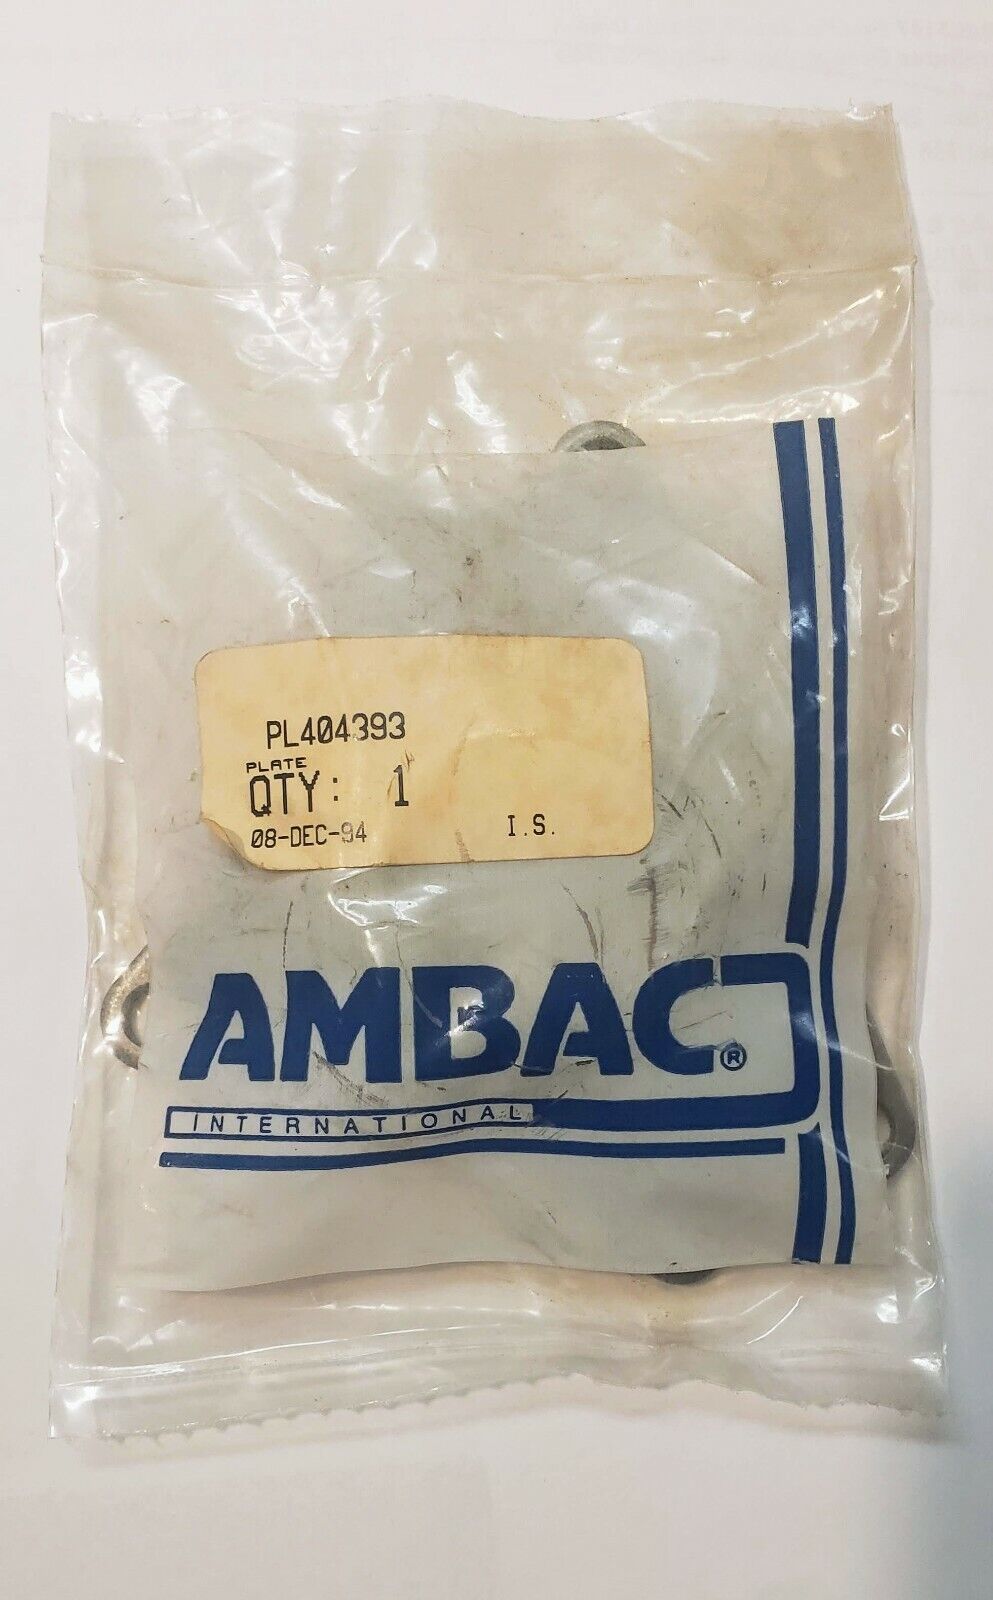 PL404393
PLATE
QTY: 1
08-DEC-94 I.S.
AMBAC®
INTERNATIONAL